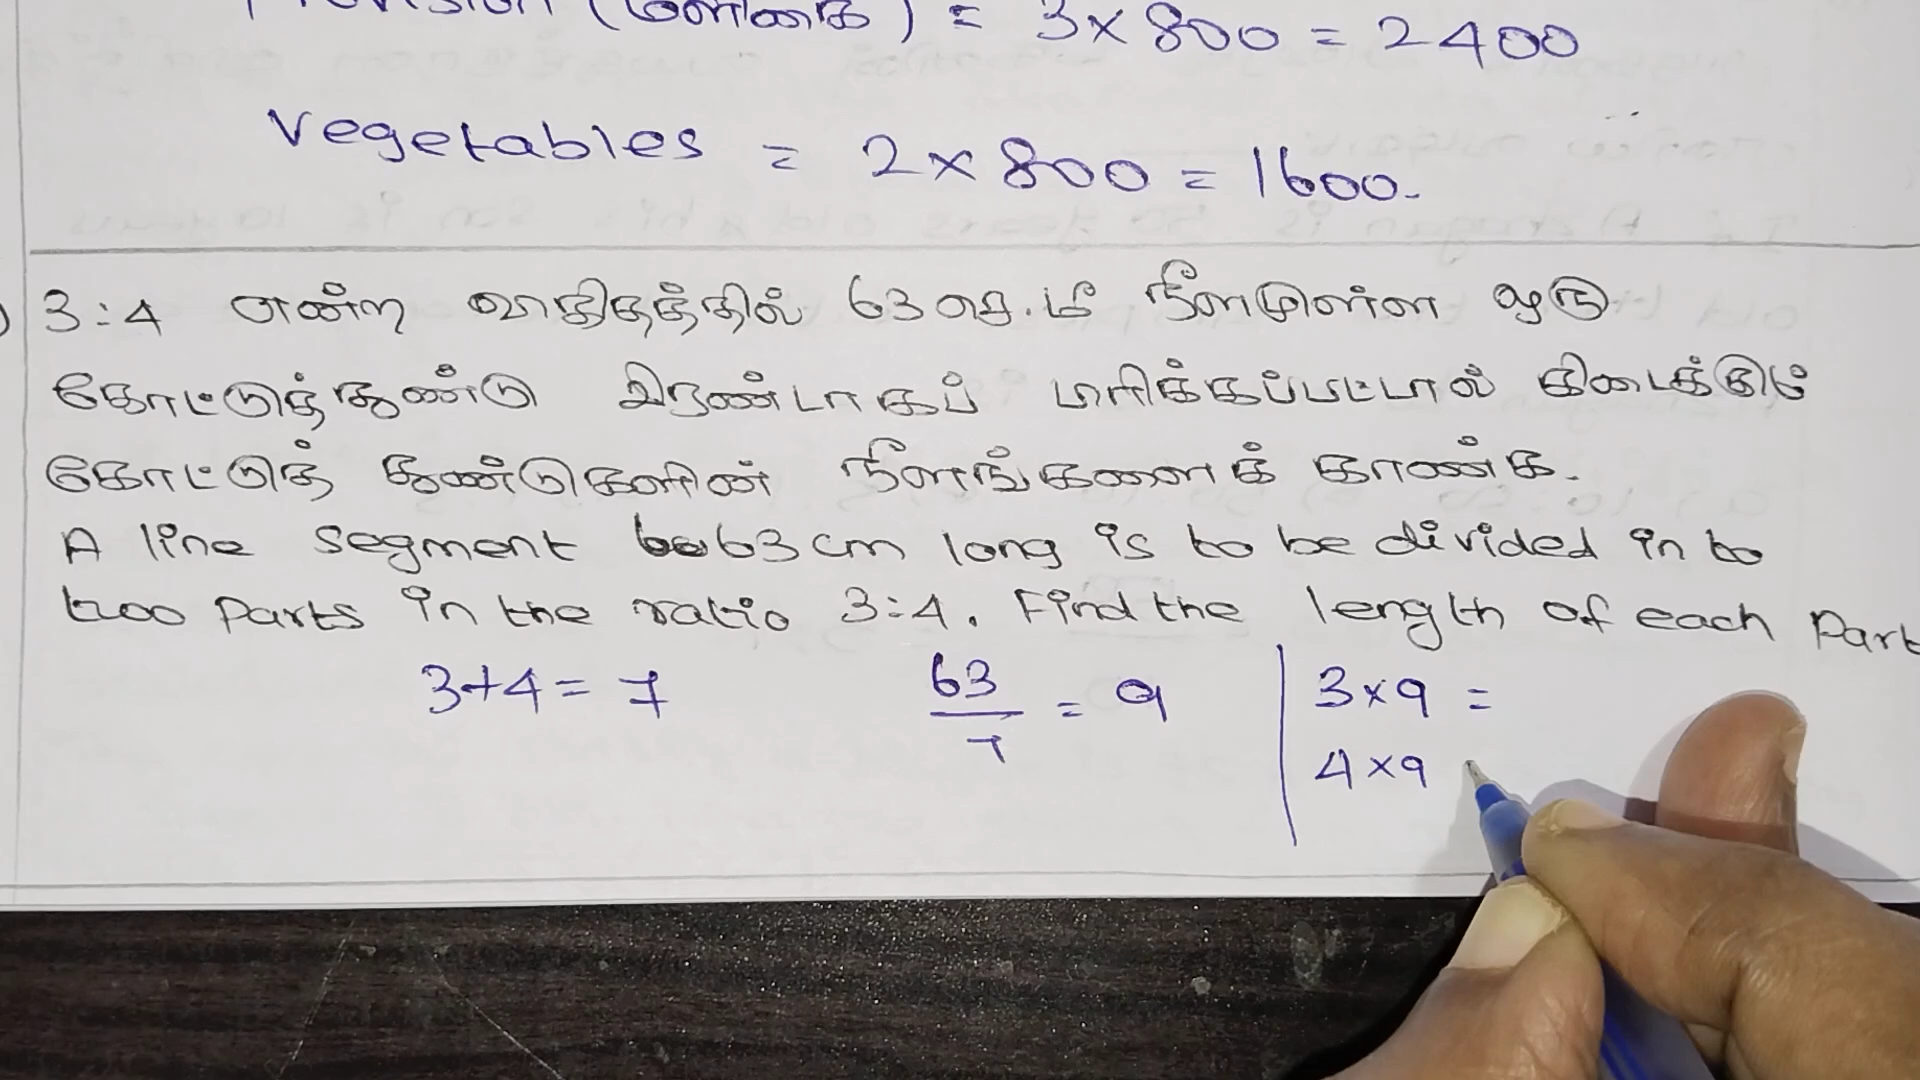 Provision (மளிகை) = 3 × 800 = 2400
Vegetables = 2 × 800 = 1600.
3:4 என்ற விகிதத்தில் 63 செ.மீ நீளமுள்ள ஒரு
கோட்டுத்துண்டு இரண்டாகப் பிரிக்கப்பட்டால் கிடைக்கும்
கோட்டுத் துண்டுகளின் நீளங்களைக் காண்க.
A line segment 63 cm long is to be divided in to
two Parts in the ratio 3:4. Find the length of each Part
3+4 = 7
63/7 = 9
3×9 =
4×9